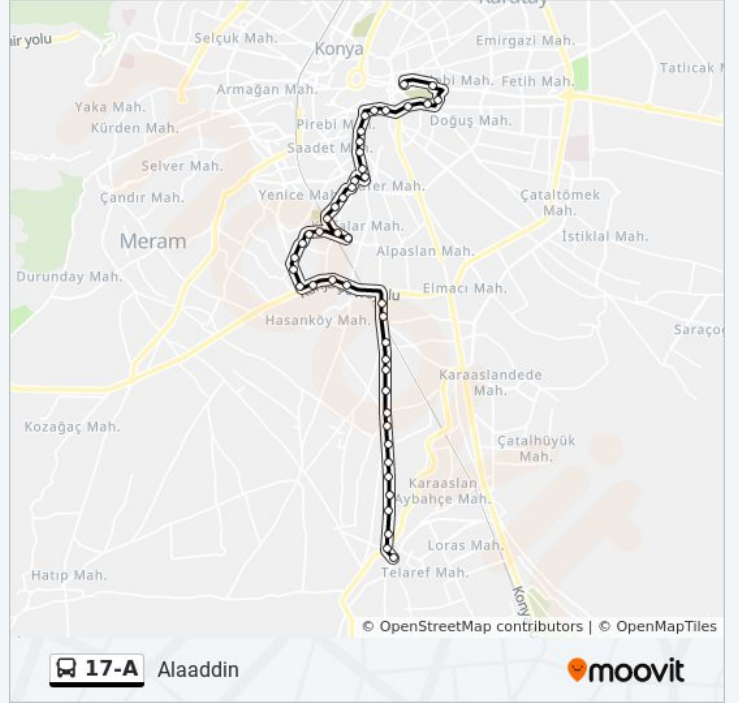 Karatay
Selçuk Mah.
Konya
Emirgazi Mah.
Tatlıcak
Armağan Mah.
Fetih Mah.
Yaka Mah.
Kürden Mah.
Pirebi
Doğuş Mah.
Saadet Mah.
Selver Mah.
Çandır Mah.
Yenice Mah.
Çataltömek
Mah.
Meram
Alpaslan Mah.
İstiklal Mah.
Durunday Mah.
Elmacı Mah.
Hasanköy Mah.
Karaaslandede
Mah.
Kozağaç Mah.
Çatalhüyük
Mah.
Karaaslan
Aybahçe Mah.
Loras Mah.
Hatıp Mah.
Telaref Mah.
© OpenStreetMap contributors | © OpenMapTiles
17-A Alaaddin
moovit